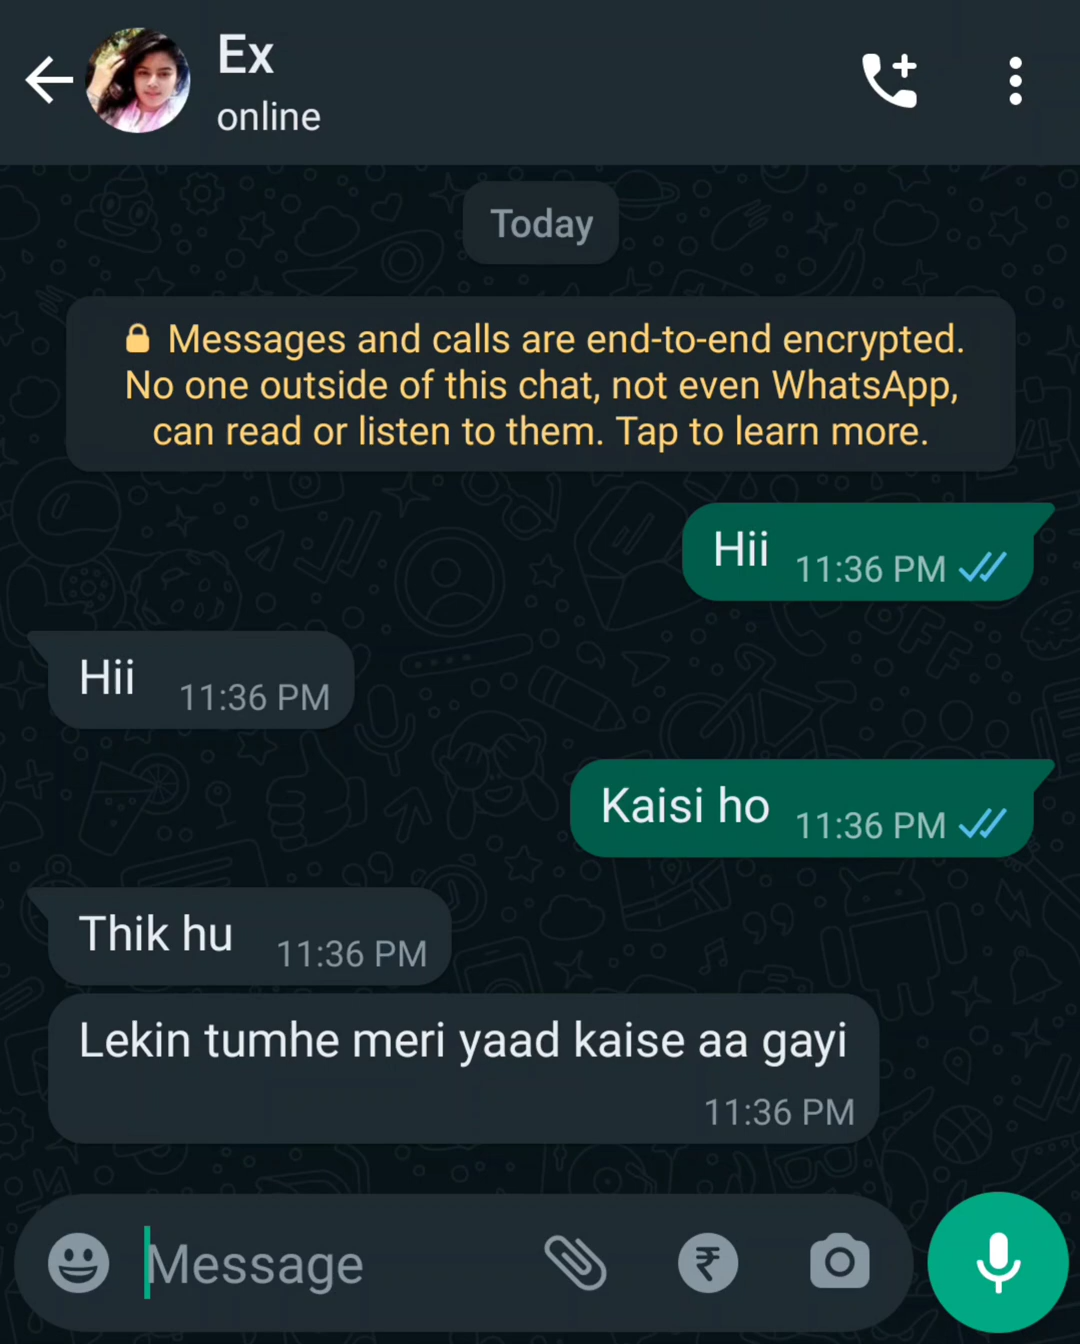 Ex
online
Today
Messages and calls are end-to-end encrypted.
No one outside of this chat, not even WhatsApp,
can read or listen to them. Tap to learn more.
Hii 11:36 PM
Hii 11:36 PM
Kaisi ho 11:36 PM
Thik hu 11:36 PM
Lekin tumhe meri yaad kaise aa gayi
11:36 PM
Message